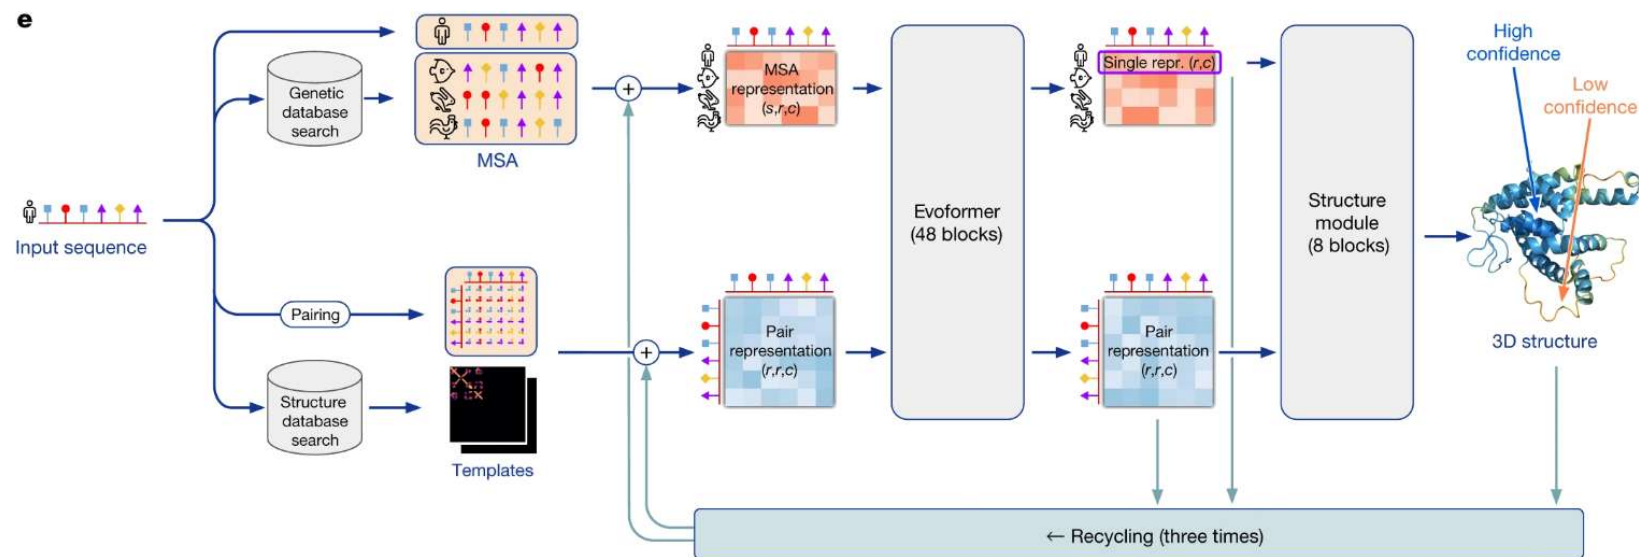 e
Input sequence
Genetic
database
search
MSA
Pairing
Structure
database
search
Templates
+
+
MSA
representation
(s,r,c)
Pair
representation
(r,r,c)
Evoformer
(48 blocks)
Single repr. (r,c)
Pair
representation
(r,r,c)
Structure
module
(8 blocks)
High
confidence
Low
confidence
3D structure
← Recycling (three times)